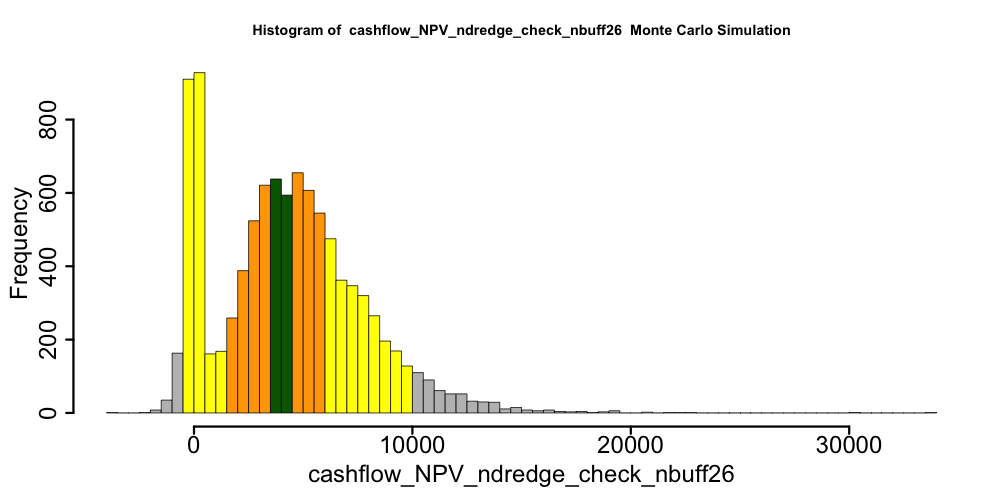 Histogram of  cashflow_NPV_ndredge_check_nbuff26  Monte Carlo Simulation
Frequency
800
600
400
200
0
0 10000 20000 30000
cashflow_NPV_ndredge_check_nbuff26